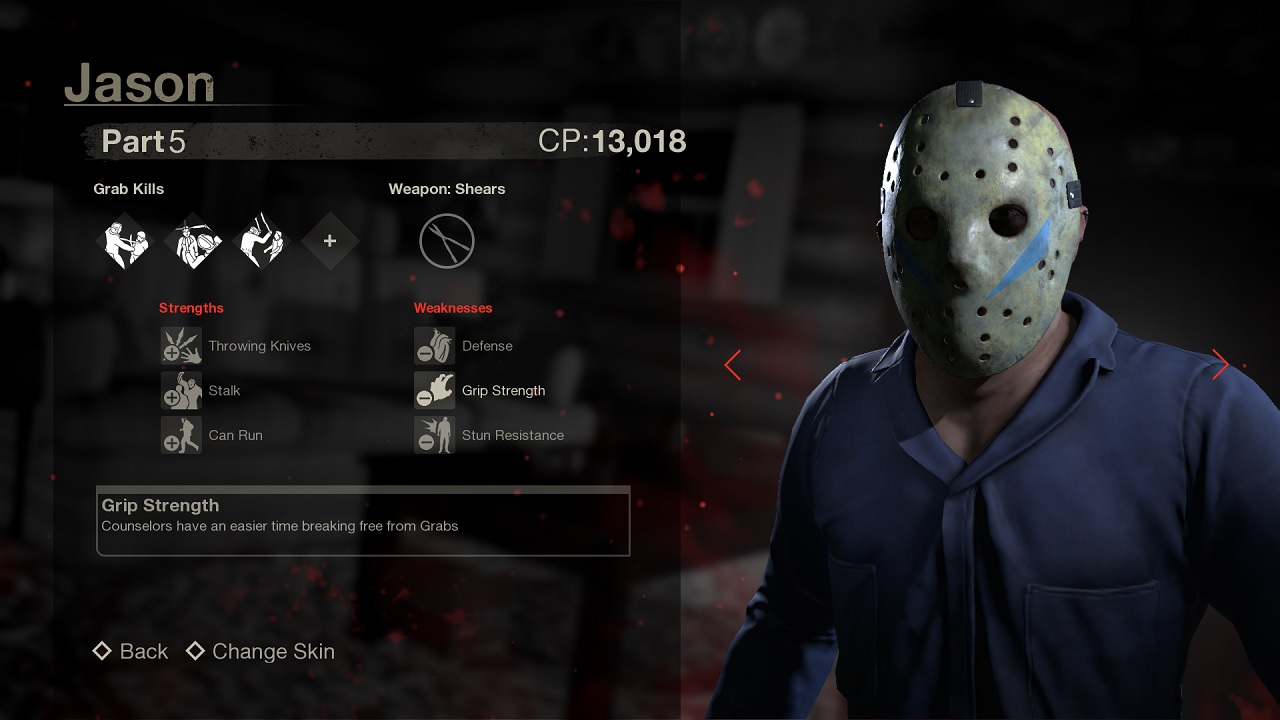 Jason
Part 5 CP:13,018
Grab Kills Weapon: Shears
+
Strengths Weaknesses
Throwing Knives Defense
Stalk Grip Strength
Can Run Stun Resistance
Grip Strength
Counselors have an easier time breaking free from Grabs
Back Change Skin